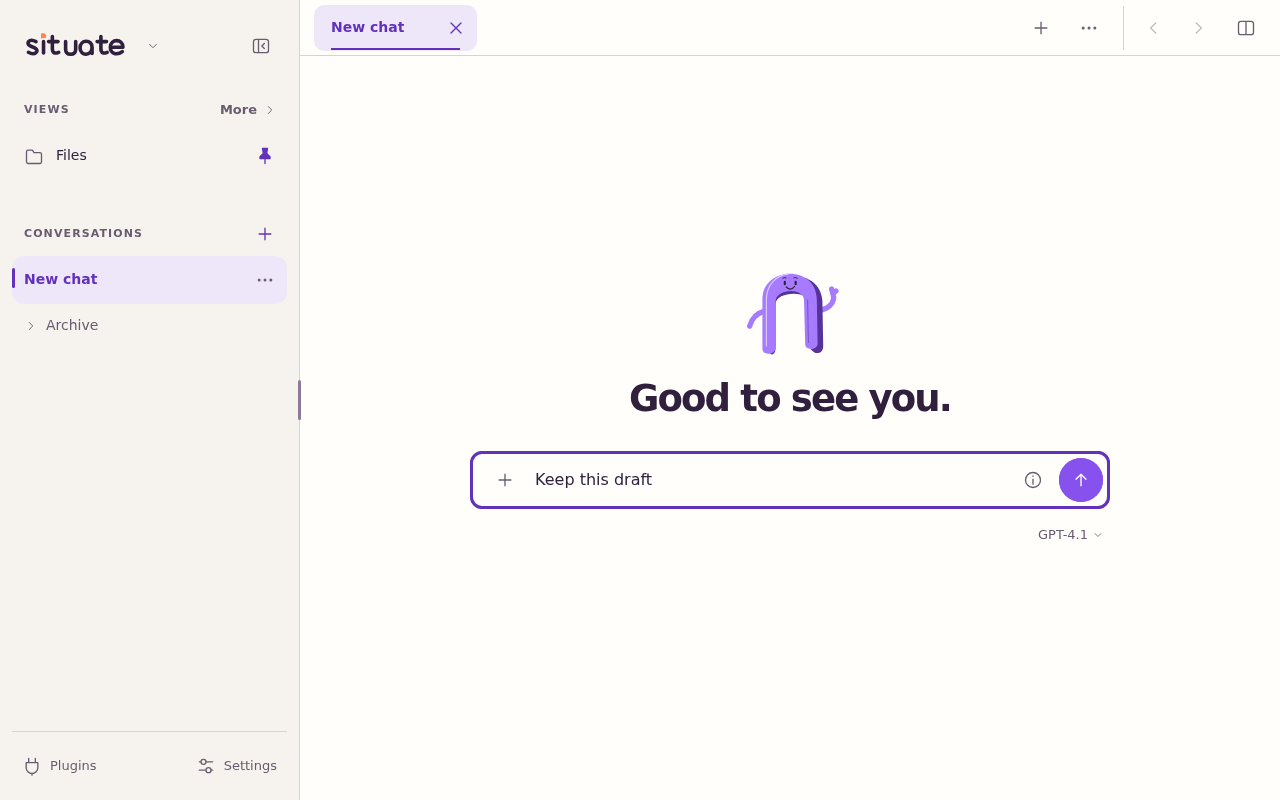 situate
New chat
VIEWS
More
Files
CONVERSATIONS
New chat
Archive
Good to see you.
Keep this draft
GPT-4.1
Plugins
Settings